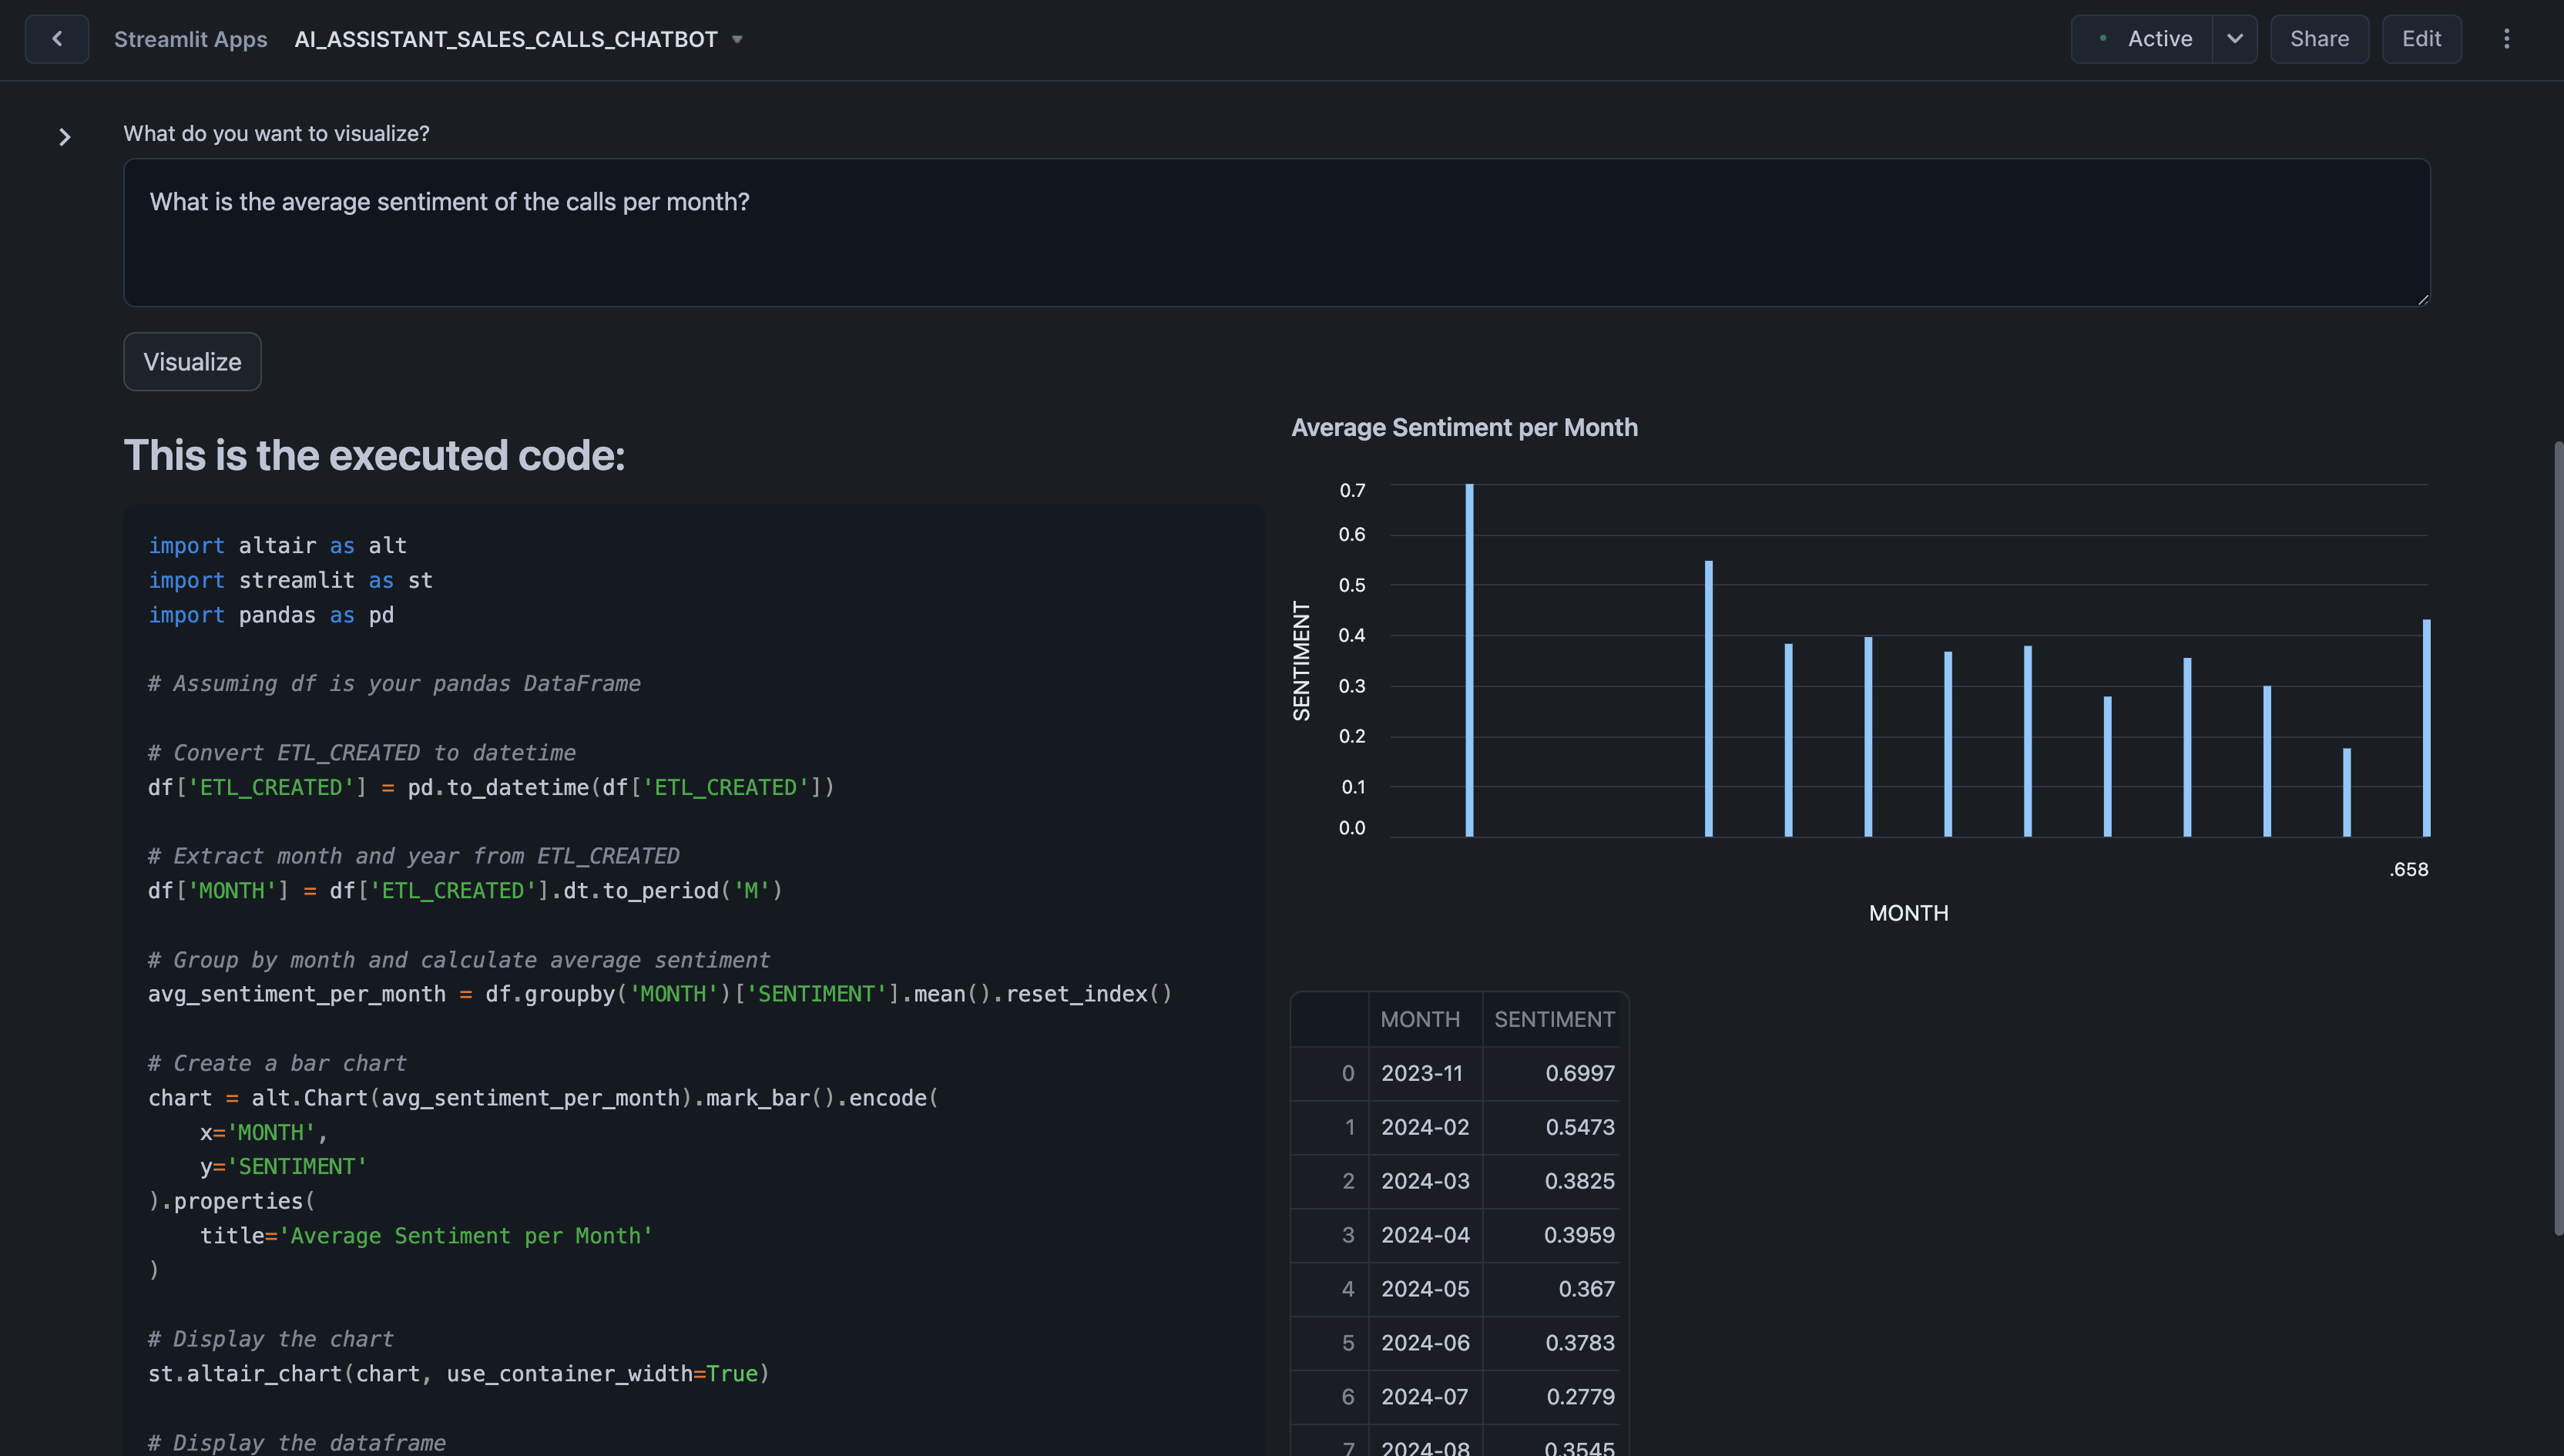 Streamlit Apps AI_ASSISTANT_SALES_CALLS_CHATBOT Active Share Edit
What do you want to visualize?
What is the average sentiment of the calls per month?
Visualize
This is the executed code:
import altair as alt
import streamlit as st
import pandas as pd
# Assuming df is your pandas DataFrame
# Convert ETL_CREATED to datetime
df['ETL_CREATED'] = pd.to_datetime(df['ETL_CREATED'])
# Extract month and year from ETL_CREATED
df['MONTH'] = df['ETL_CREATED'].dt.to_period('M')
# Group by month and calculate average sentiment
avg_sentiment_per_month = df.groupby('MONTH')['SENTIMENT'].mean().reset_index()
# Create a bar chart
chart = alt.Chart(avg_sentiment_per_month).mark_bar().encode(
    x='MONTH',
    y='SENTIMENT'
).properties(
    title='Average Sentiment per Month'
)
# Display the chart
st.altair_chart(chart, use_container_width=True)
# Display the dataframe
Average Sentiment per Month
SENTIMENT
0.7
0.6
0.5
0.4
0.3
0.2
0.1
0.0
.658
MONTH
MONTH SENTIMENT
0 2023-11 0.6997
1 2024-02 0.5473
2 2024-03 0.3825
3 2024-04 0.3959
4 2024-05 0.367
5 2024-06 0.3783
6 2024-07 0.2779
7 2024-08 0.3545